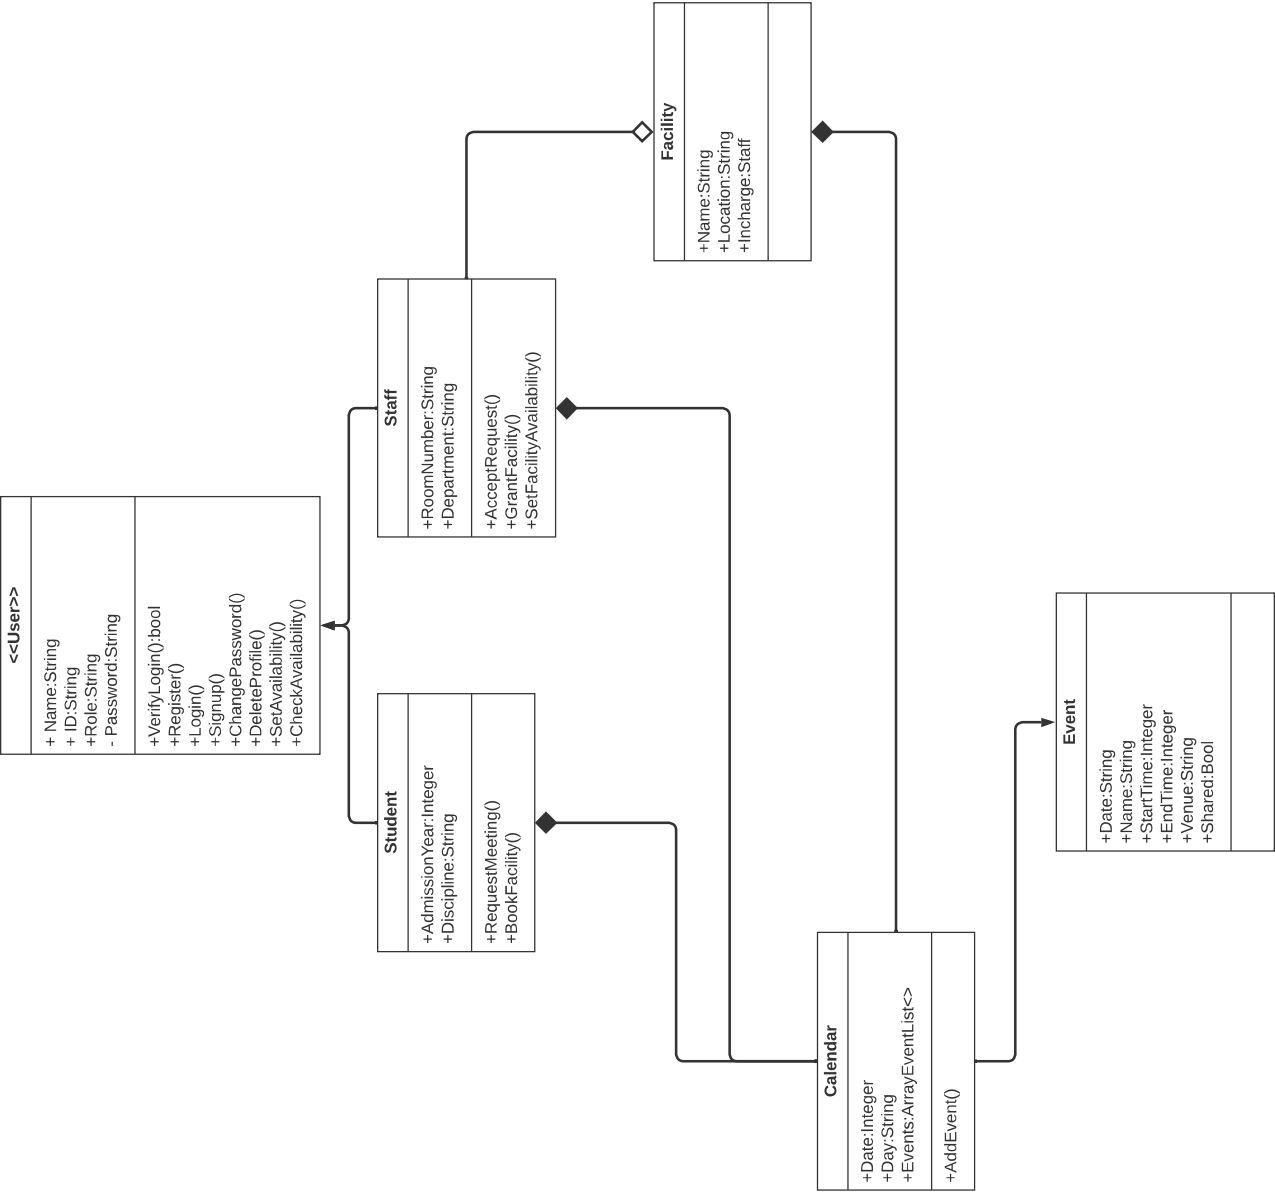 <<User>>
+ Name:String
+ ID:String
+Role:String
- Password:String
+VerifyLogin():bool
+Register()
+Login()
+Signup()
+ChangePassword()
+DeleteProfile()
+SetAvailability()
+CheckAvailability()
Student
+AdmissionYear:Integer
+Discipline:String
+RequestMeeting()
+BookFacility()
Staff
+RoomNumber:String
+Department:String
+AcceptRequest()
+GrantFacility()
+SetFacilityAvailability()
Facility
+Name:String
+Location:String
+Incharge:Staff
Calendar
+Date:Integer
+Day:String
+Events:ArrayEventList<>
+AddEvent()
Event
+Date:String
+Name:String
+StartTime:Integer
+EndTime:Integer
+Venue:String
+Shared:Bool